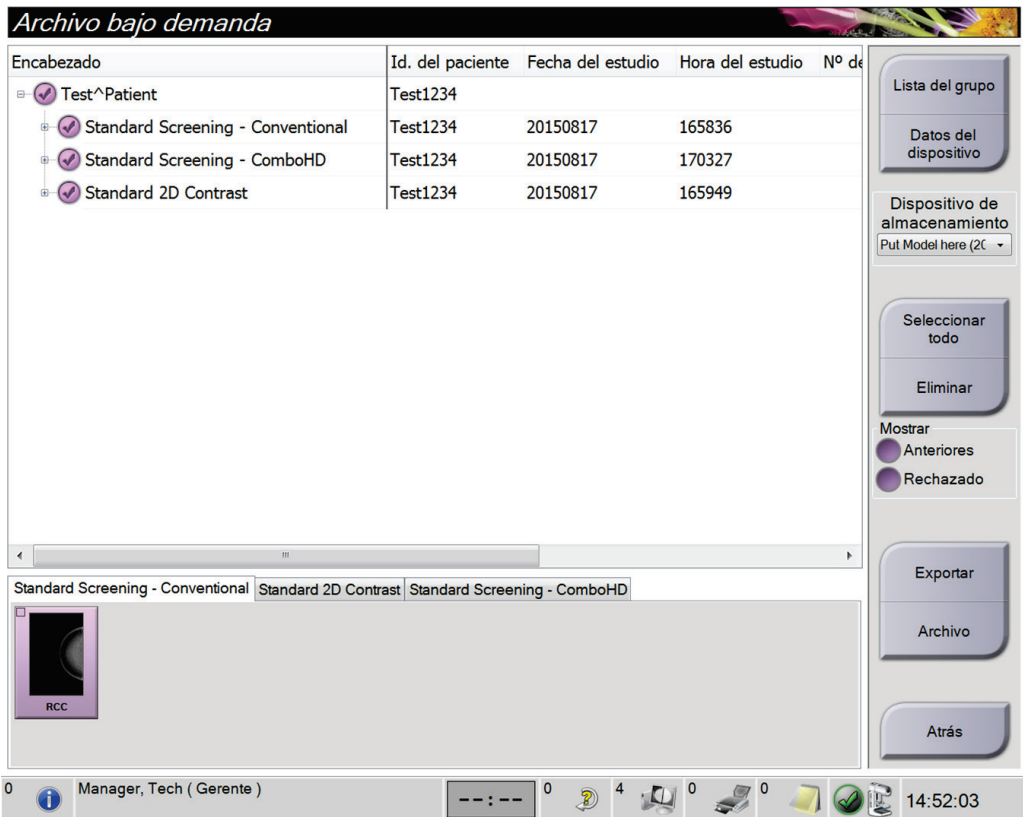 Archivo bajo demanda
Encabezado Id. del paciente Fecha del estudio Hora del estudio Nº de
Test^Patient Test1234
Standard Screening - Conventional Test1234 20150817 165836
Standard Screening - ComboHD Test1234 20150817 170327
Standard 2D Contrast Test1234 20150817 165949
Lista del grupo
Datos del
dispositivo
Dispositivo de
almacenamiento
Put Model here (20
Seleccionar
todo
Eliminar
Mostrar
Anteriores
Rechazado
Exportar
Archivo
Atrás
Standard Screening - Conventional Standard 2D Contrast Standard Screening - ComboHD
RCC
0 Manager, Tech ( Gerente ) --:-- 0 4 0 0 14:52:03